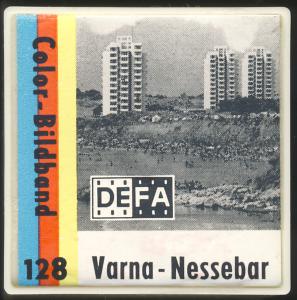 Color-Bildband
DEFA
128 Varna-Nessebar